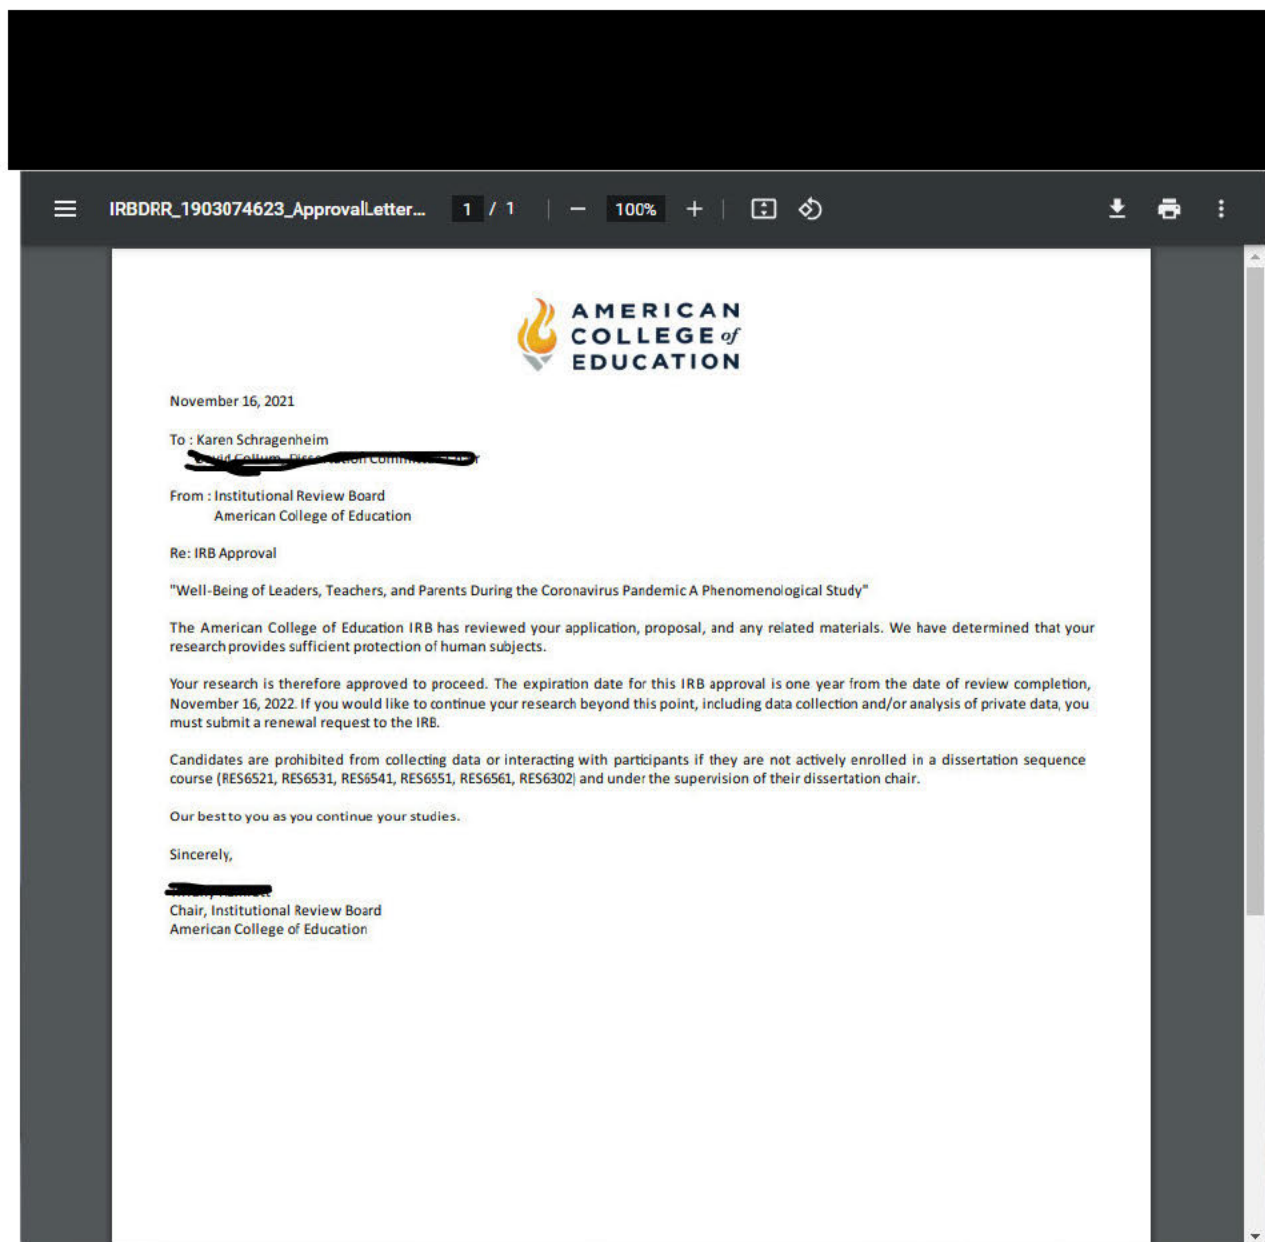 IRBDRR_1903074623_ApprovalLetter... 1 / 1 100%
AMERICAN
COLLEGE of
EDUCATION
November 16, 2021
To : Karen Schragenheim
From : Institutional Review Board
American College of Education
Re: IRB Approval
"Well-Being of Leaders, Teachers, and Parents During the Coronavirus Pandemic A Phenomenological Study"
The American College of Education IRB has reviewed your application, proposal, and any related materials. We have determined that your
research provides sufficient protection of human subjects.
Your research is therefore approved to proceed. The expiration date for this IRB approval is one year from the date of review completion,
November 16, 2022. If you would like to continue your research beyond this point, including data collection and/or analysis of private data, you
must submit a renewal request to the IRB.
Candidates are prohibited from collecting data or interacting with participants if they are not actively enrolled in a dissertation sequence
course (RES6521, RES6531, RES6541, RES6551, RES6561, RES6302) and under the supervision of their dissertation chair.
Our best to you as you continue your studies.
Sincerely,
Chair, Institutional Review Board
American College of Education